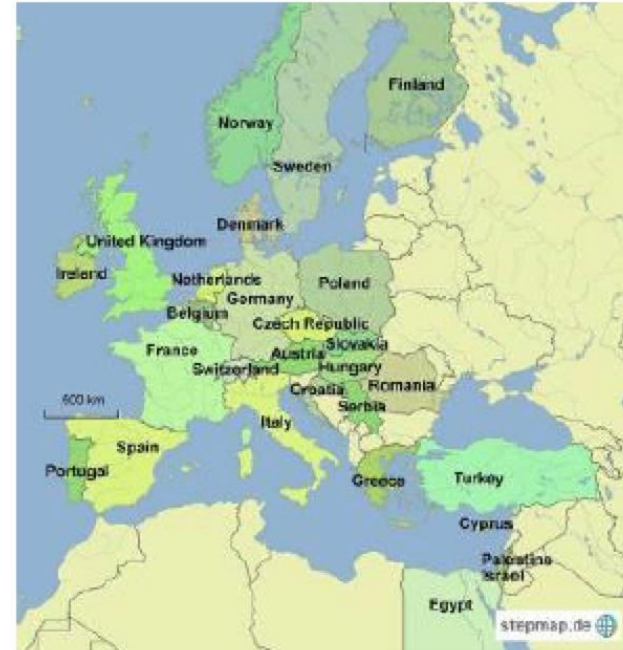 Finland
Norway
Sweden
Denmark
United Kingdom
Ireland
Netherlands
Poland
Germany
Belgium
Czech Republic
Slovakia
France
Austria
Switzerland
Hungary
Croatia
Romania
600 km
Serbia
Italy
Spain
Portugal
Greece
Turkey
Cyprus
Palestine
Israel
Egypt
stepmap.de